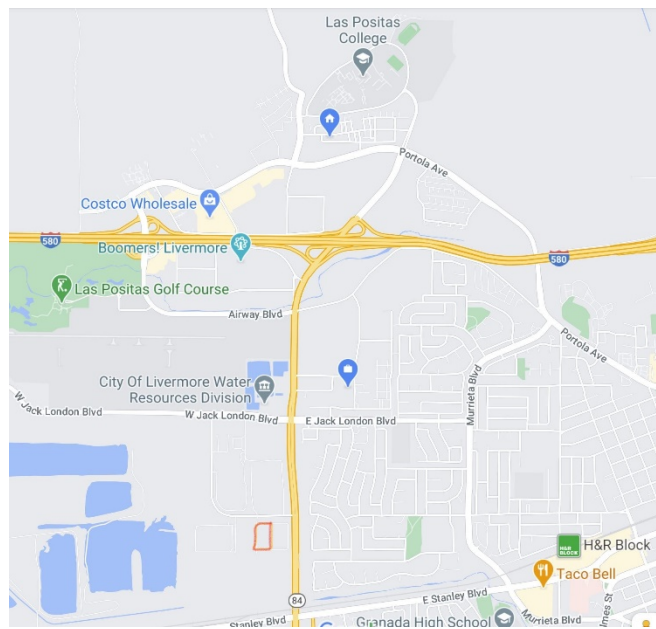 Las Positas
College
Portola Ave
Costco Wholesale
580
Boomers! Livermore
580
Las Positas Golf Course
Airway Blvd
Portola Ave
City Of Livermore Water
Resources Division
Murrieta Blvd
W Jack London Blvd
W Jack London Blvd
E Jack London Blvd
H&R
BLOCK
H&R Block
Taco Bell
84
E Stanley Blvd
Granada High School
Murrieta Blvd